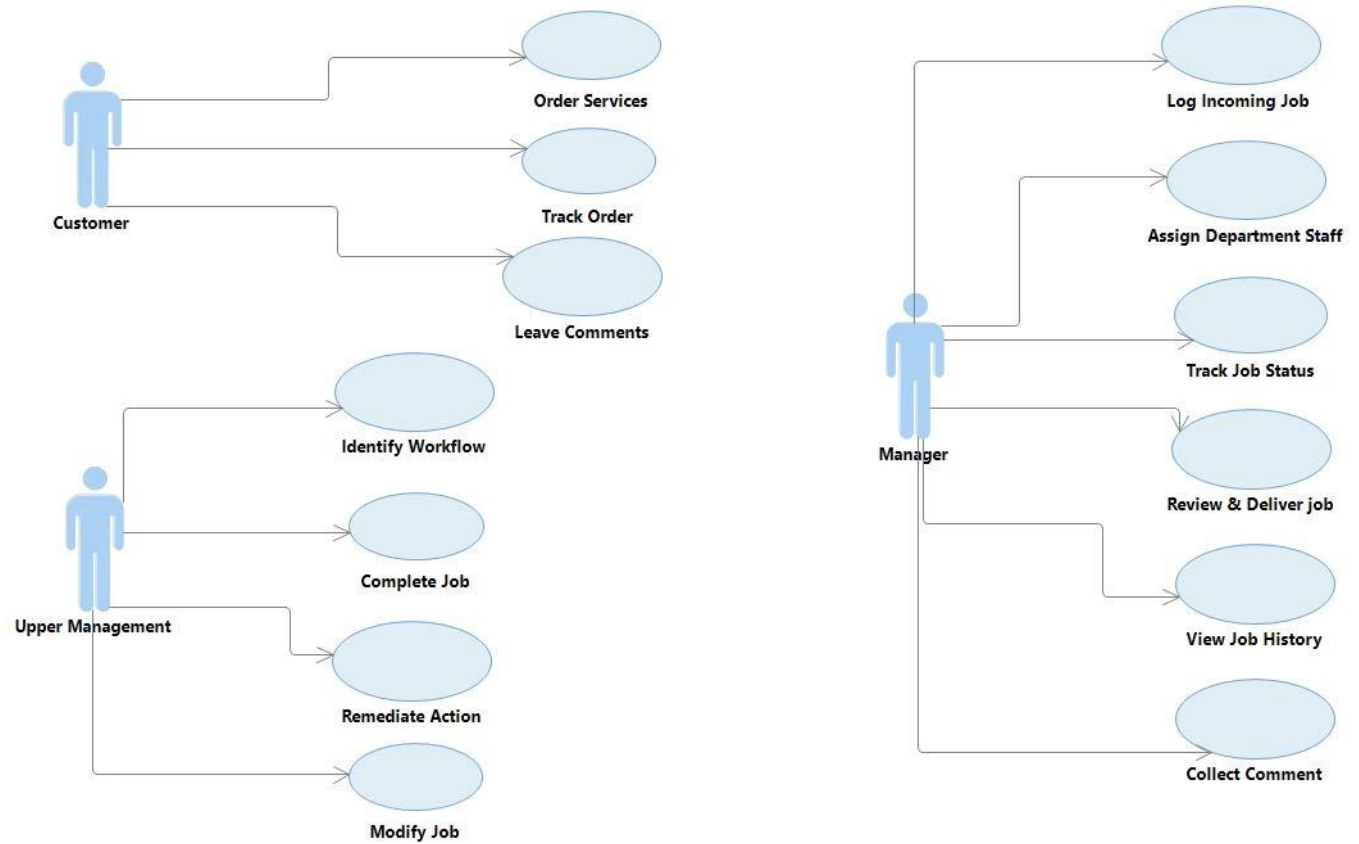 Order Services
Track Order
Customer
Leave Comments
Identify Workflow
Complete Job
Upper Management
Remediate Action
Modify Job
Log Incoming Job
Assign Department Staff
Track Job Status
Manager
Review & Deliver job
View Job History
Collect Comment